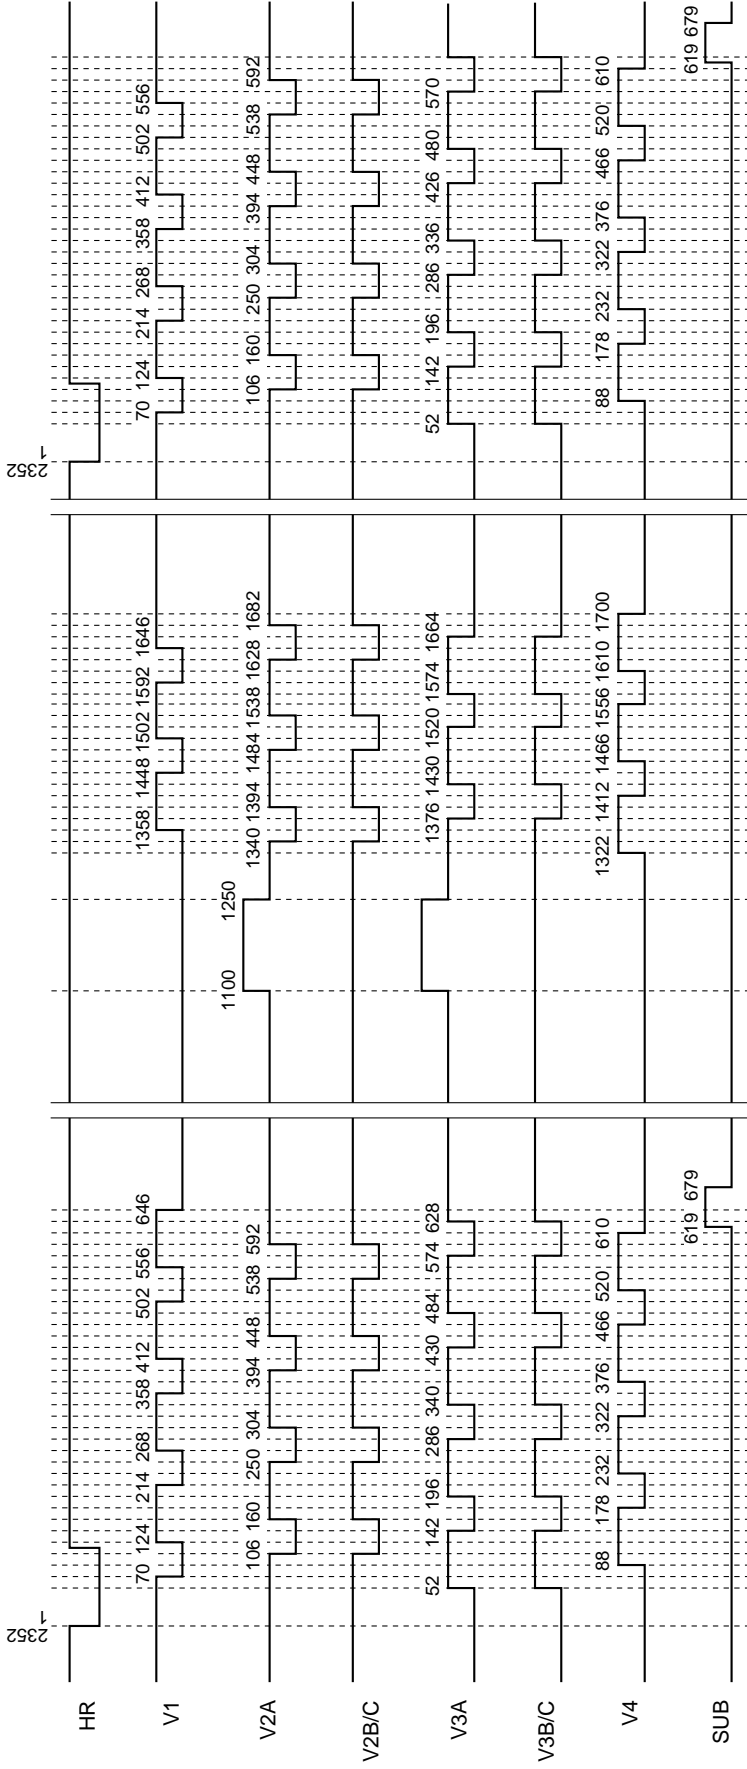 2352 1 2352 1
HR
70 124 214 268 358 412 502 556 646 1358 1448 1502 1592 1646 70 124 214 268 358 412 502 556
V1
106 160 250 304 394 448 538 592 1100 1250 1340 1394 1484 1538 1628 1682 106 160 250 304 394 448 538 592
V2A
V2B/C
52 142 196 286 340 430 484 574 628 1376 1430 1520 1574 1664 52 142 196 286 336 426 480 570
V3A
V3B/C
88 178 232 322 376 466 520 610 1322 1412 1466 1556 1610 1700 88 178 232 322 376 466 520 610
V4
619 679 619 679
SUB